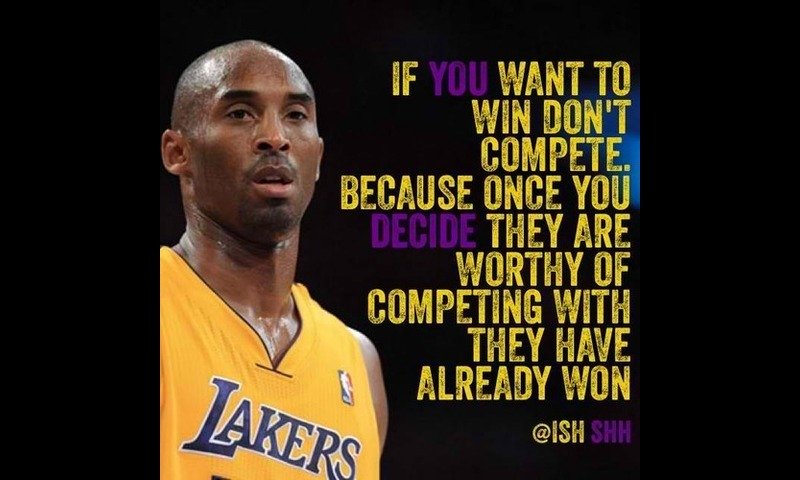 IF YOU WANT TO
WIN DON'T
COMPETE.
BECAUSE ONCE YOU
DECIDE THEY ARE
WORTHY OF
COMPETING WITH
THEY HAVE
ALREADY WON
@ISH SHH
LAKERS